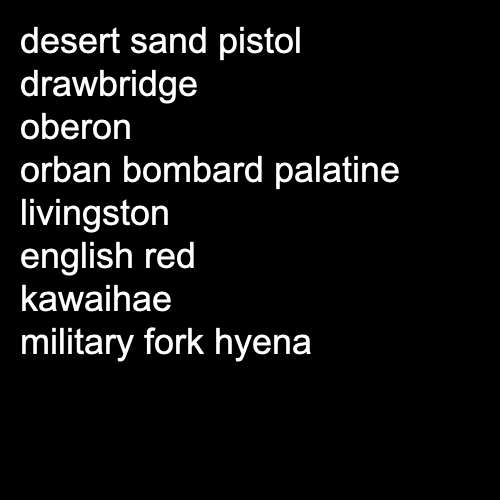 desert sand pistol
drawbridge
oberon
orban bombard palatine
livingston
english red
kawaihae
military fork hyena